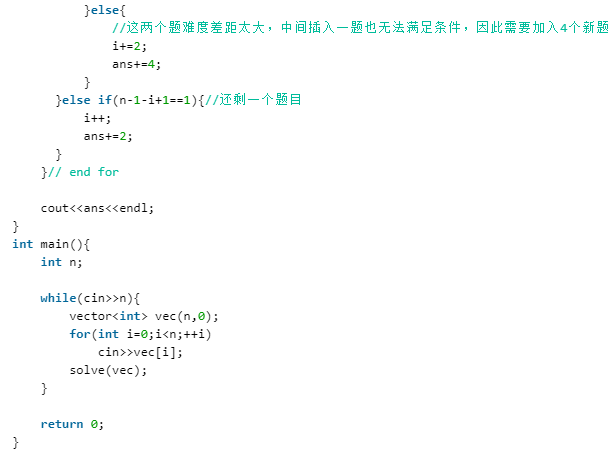 }else{
//这两个题难度差距太大，中间插入一题也无法满足条件，因此需要加入4个新题
i+=2;
ans+=4;
}
}else if(n-1-i+1==1){//还剩一个题目
i++;
ans+=2;
}
}// end for
cout<<ans<<endl;
}
int main(){
int n;
while(cin>>n){
vector<int> vec(n,0);
for(int i=0;i<n;++i)
cin>>vec[i];
solve(vec);
}
return 0;
}